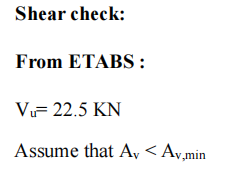 Shear check:
From ETABS :
Vu= 22.5 KN
Assume that Av < Av,min